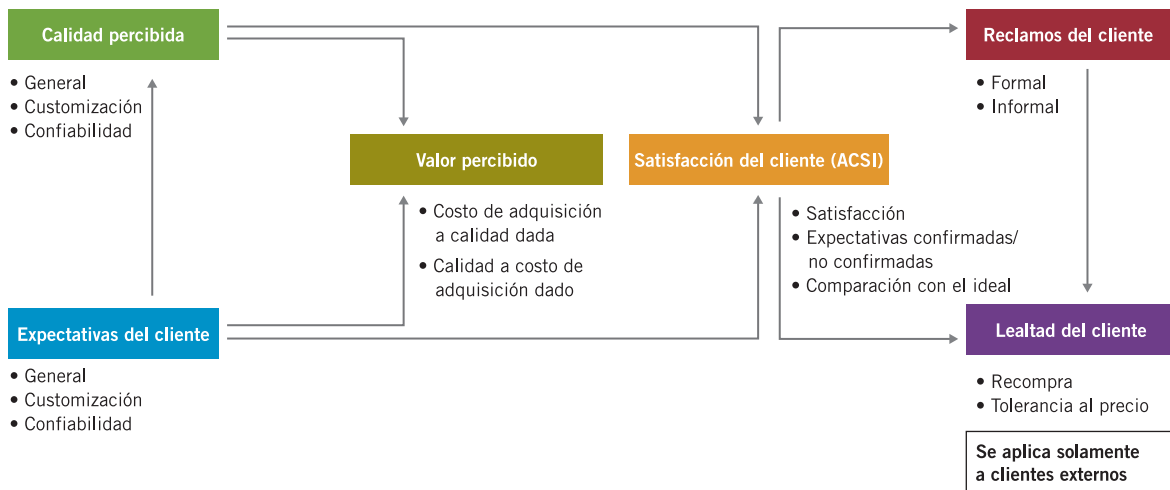 Calidad percibida
• General
• Customización
• Confiabilidad
Valor percibido
• Costo de adquisición
a calidad dada
• Calidad a costo de
adquisición dado
Satisfacción del cliente (ACSI)
• Satisfacción
• Expectativas confirmadas/
no confirmadas
• Comparación con el ideal
Reclamos del cliente
• Formal
• Informal
Expectativas del cliente
• General
• Customización
• Confiabilidad
Lealtad del cliente
• Recompra
• Tolerancia al precio
Se aplica solamente
a clientes externos